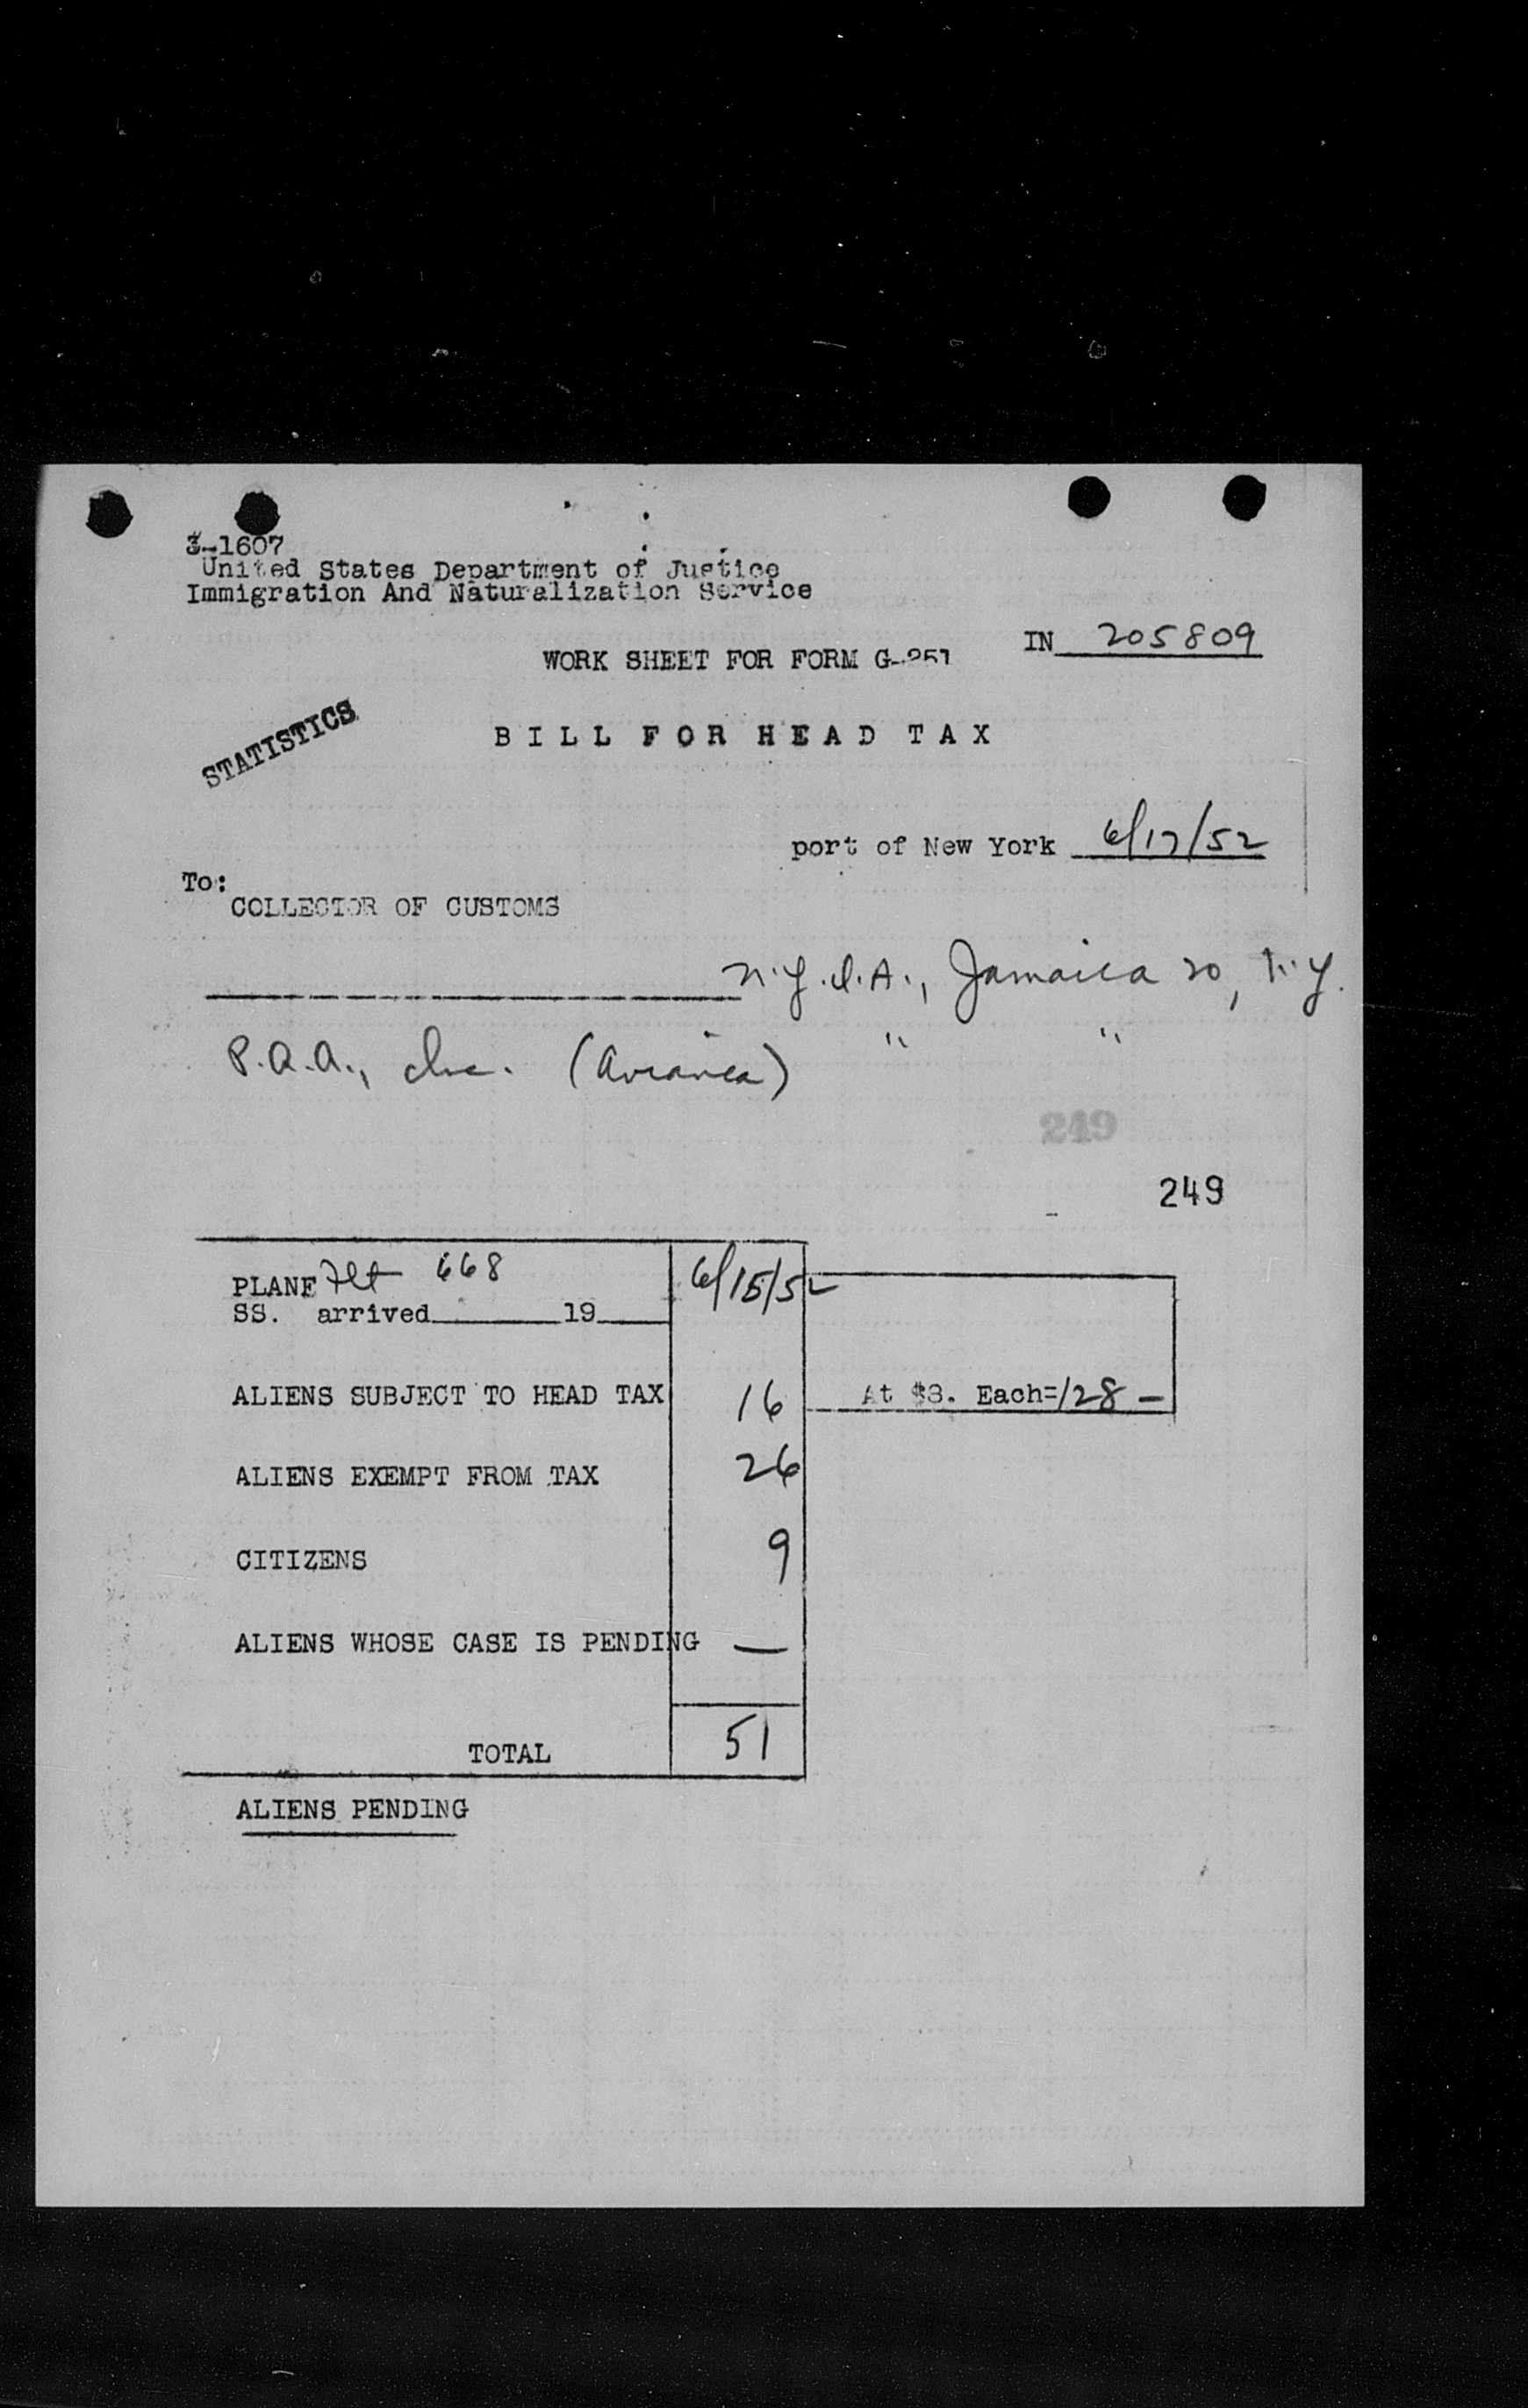 3-1607
United States Department of Justice
Immigration And Naturalization Service
IN 205809
WORK SHEET FOR FORM G-251
STATISTICS
BILL FOR HEAD TAX
port of New York 6/17/52
To:
COLLECTOR OF CUSTOMS
N.Y.I.A., Jamaica 20, N.Y.
P.A.A., Inc. (Avianca) " "
249
249
PLANE Flt 668 6/15/52
SS. arrived 19
ALIENS SUBJECT TO HEAD TAX 16 At $8. Each=128 —
ALIENS EXEMPT FROM TAX 26
CITIZENS 9
ALIENS WHOSE CASE IS PENDING —
TOTAL 51
ALIENS PENDING